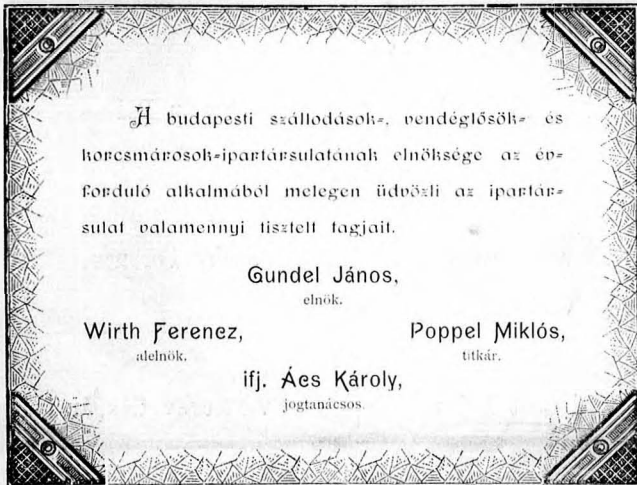 A budapesti szállodások-, vendéglősök- és
korcsmárosok-ipartársulatának elnöksége az év-
forduló alkalmából melegen üdvözli az ipartár-
sulat valamennyi tisztelt tagjait.
Gundel János,
elnök.
Wirth Ferencz,
alelnök.
Poppel Miklós,
titkár.
ifj. Ács Károly,
jogtanácsos.